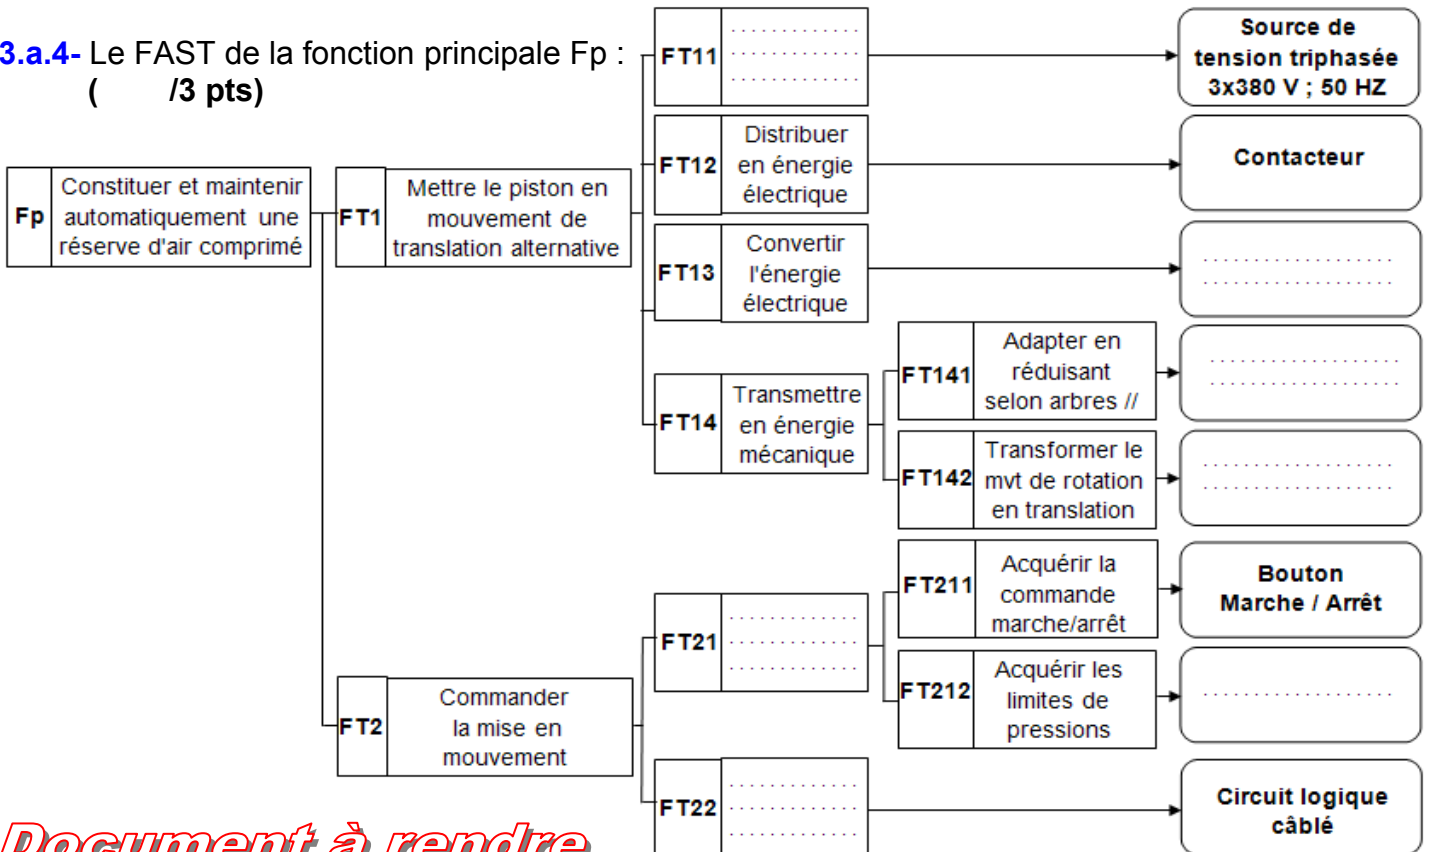 3.a.4- Le FAST de la fonction principale Fp :
( /3 pts)
Fp
Constituer et maintenir
automatiquement une
réserve d'air comprimé
FT1
Mettre le piston en
mouvement de
translation alternative
FT11
. . . . . . . . . . . . .
. . . . . . . . . . . . .
. . . . . . . . . . . . .
Source de
tension triphasée
3x380 V ; 50 HZ
FT12
Distribuer
en énergie
électrique
Contacteur
FT13
Convertir
l'énergie
électrique
. . . . . . . . . . . . . . . . . . .
. . . . . . . . . . . . . . . . . . .
FT14
Transmettre
en énergie
mécanique
FT141
Adapter en
réduisant
selon arbres //
. . . . . . . . . . . . . . . . . . .
. . . . . . . . . . . . . . . . . . .
FT142
Transformer le
mvt de rotation
en translation
. . . . . . . . . . . . . . . . . . .
. . . . . . . . . . . . . . . . . . .
FT2
Commander
la mise en
mouvement
FT21
. . . . . . . . . . . . .
. . . . . . . . . . . . .
. . . . . . . . . . . . .
FT211
Acquérir la
commande
marche/arrêt
Bouton
Marche / Arrêt
FT212
Acquérir les
limites de
pressions
. . . . . . . . . . . . . . . . . . .
FT22
. . . . . . . . . . . . .
. . . . . . . . . . . . .
. . . . . . . . . . . . .
Circuit logique
câblé
Document à rendre